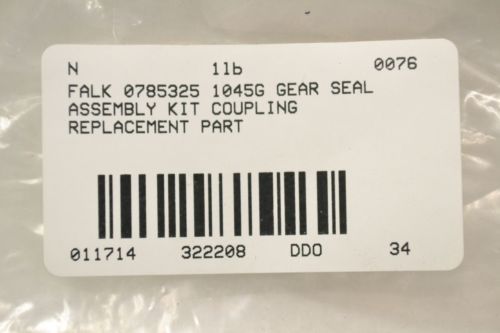 N 1lb 0076
FALK 0785325 1045G GEAR SEAL
ASSEMBLY KIT COUPLING
REPLACEMENT PART
011714 322208 DDO 34